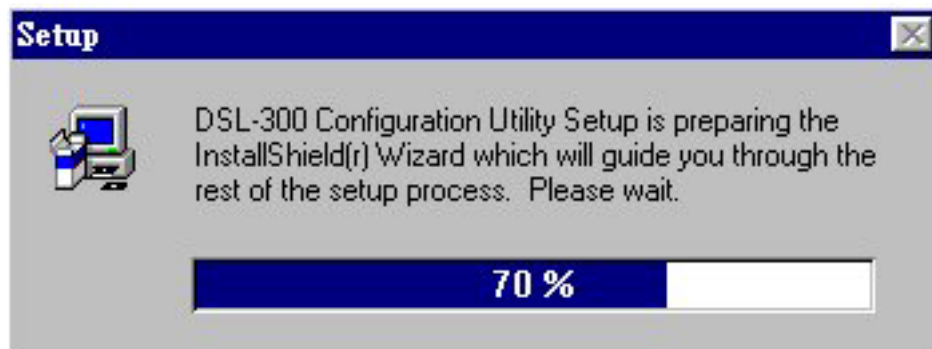 Setup
DSL-300 Configuration Utility Setup is preparing the
InstallShield(r) Wizard which will guide you through the
rest of the setup process.  Please wait.
70 %